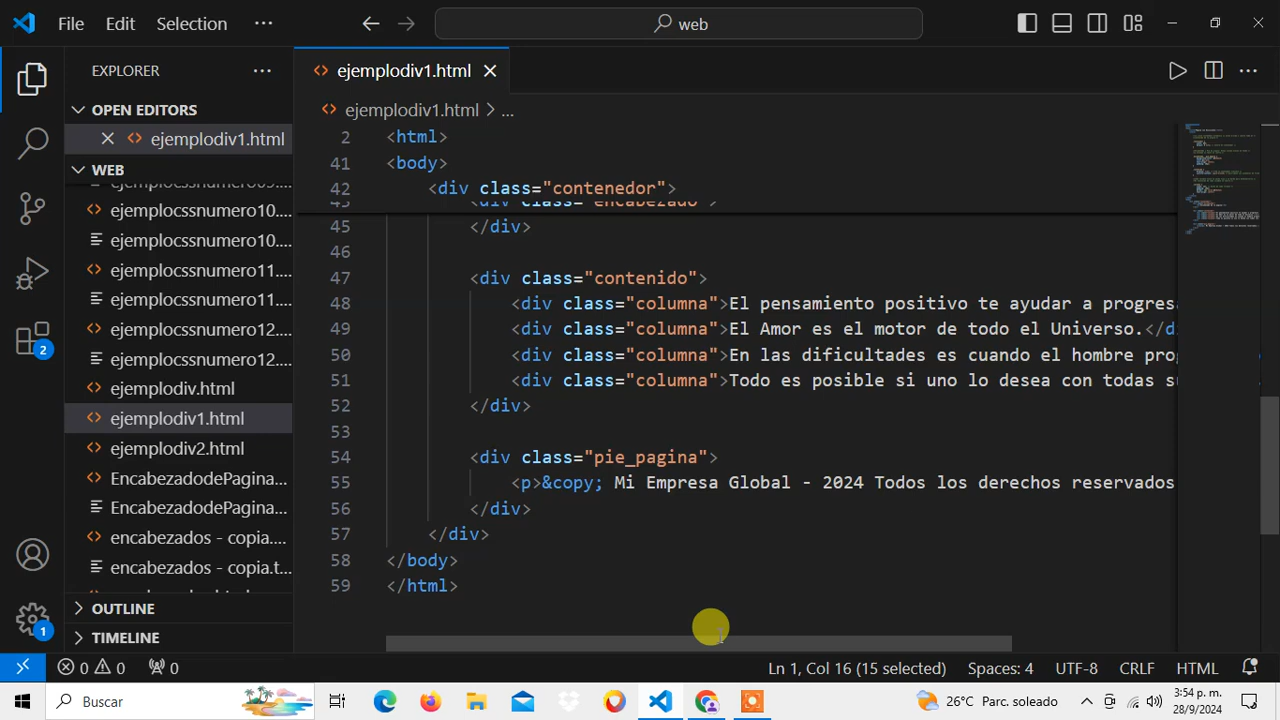 File Edit Selection ··· web
EXPLORER ···
OPEN EDITORS
ejemplodiv1.html
WEB
ejemplocssnumero10....
ejemplocssnumero10....
ejemplocssnumero11....
ejemplocssnumero11....
ejemplocssnumero12....
ejemplocssnumero12....
ejemplodiv.html
ejemplodiv1.html
ejemplodiv2.html
EncabezadodePagina...
EncabezadodePagina...
encabezados - copia....
encabezados - copia.t...
OUTLINE
TIMELINE
2
1
ejemplodiv1.html
ejemplodiv1.html > ...
2 <html>
41 <body>
42 <div class="contenedor">
<div class="encabezado">
45 </div>
46
47 <div class="contenido">
48 <div class="columna">El pensamiento positivo te ayudar a progresa
49 <div class="columna">El Amor es el motor de todo el Universo.</di
50 <div class="columna">En las dificultades es cuando el hombre pro
51 <div class="columna">Todo es posible si uno lo desea con todas s
52 </div>
53
54 <div class="pie_pagina">
55 <p>&copy; Mi Empresa Global - 2024 Todos los derechos reservados
56 </div>
57 </div>
58 </body>
59 </html>
0 0 0 Ln 1, Col 16 (15 selected) Spaces: 4 UTF-8 CRLF HTML
Buscar 26°C Parc. soleado 3:54 p. m.
28/9/2024